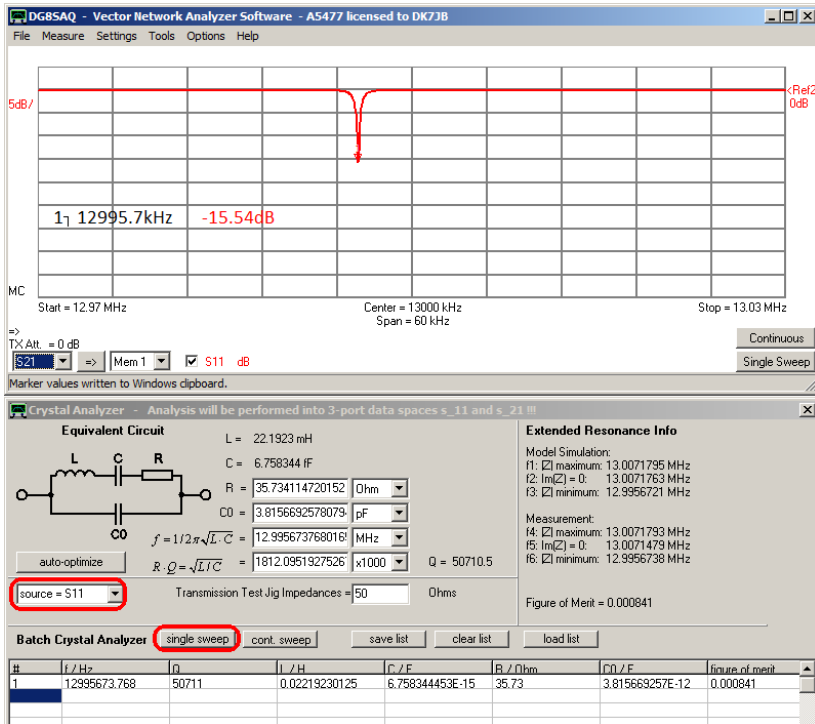 DG8SAQ - Vector Network Analyzer Software - A5477 licensed to DK7JB
File Measure Settings Tools Options Help
5dB/
<Ref2
0dB
1┐ 12995.7kHz -15.54dB
MC
Start = 12.97 MHz
Center = 13000 kHz
Span = 60 kHz
Stop = 13.03 MHz
=>
TX Att. = 0 dB
Continuous
S21 => Mem 1 S11 dB
Single Sweep
Marker values written to Windows clipboard.
Crystal Analyzer - Analysis will be performed into 3-port data spaces s_11 and s_21 !!!
Equivalent Circuit
L C R
C0
L = 22.1923 mH
C = 6.758344 fF
R = 35.734114720152 Ohm
C0 = 3.8156692578079 pF
f = 1/2π√L·C = 12.995673768016 MHz
R·Q = √L/C = 1812.0951927526 x1000 Q = 50710.5
auto-optimize
source = S11
Transmission Test Jig Impedances = 50 Ohms
Extended Resonance Info
Model Simulation:
f1: |Z| maximum: 13.0071795 MHz
f2: Im(Z) = 0: 13.0071763 MHz
f3: |Z| minimum: 12.9956721 MHz
Measurement:
f4: |Z| maximum: 13.0071793 MHz
f5: Im(Z) = 0: 13.0071479 MHz
f6: |Z| minimum: 12.9956738 MHz
Figure of Merit = 0.000841
Batch Crystal Analyzer single sweep cont. sweep save list clear list load list
# f / Hz Q L / H C / F R / Ohm C0 / F figure of merit
1 12995673.768 50711 0.02219230125 6.758344453E-15 35.73 3.815669257E-12 0.000841